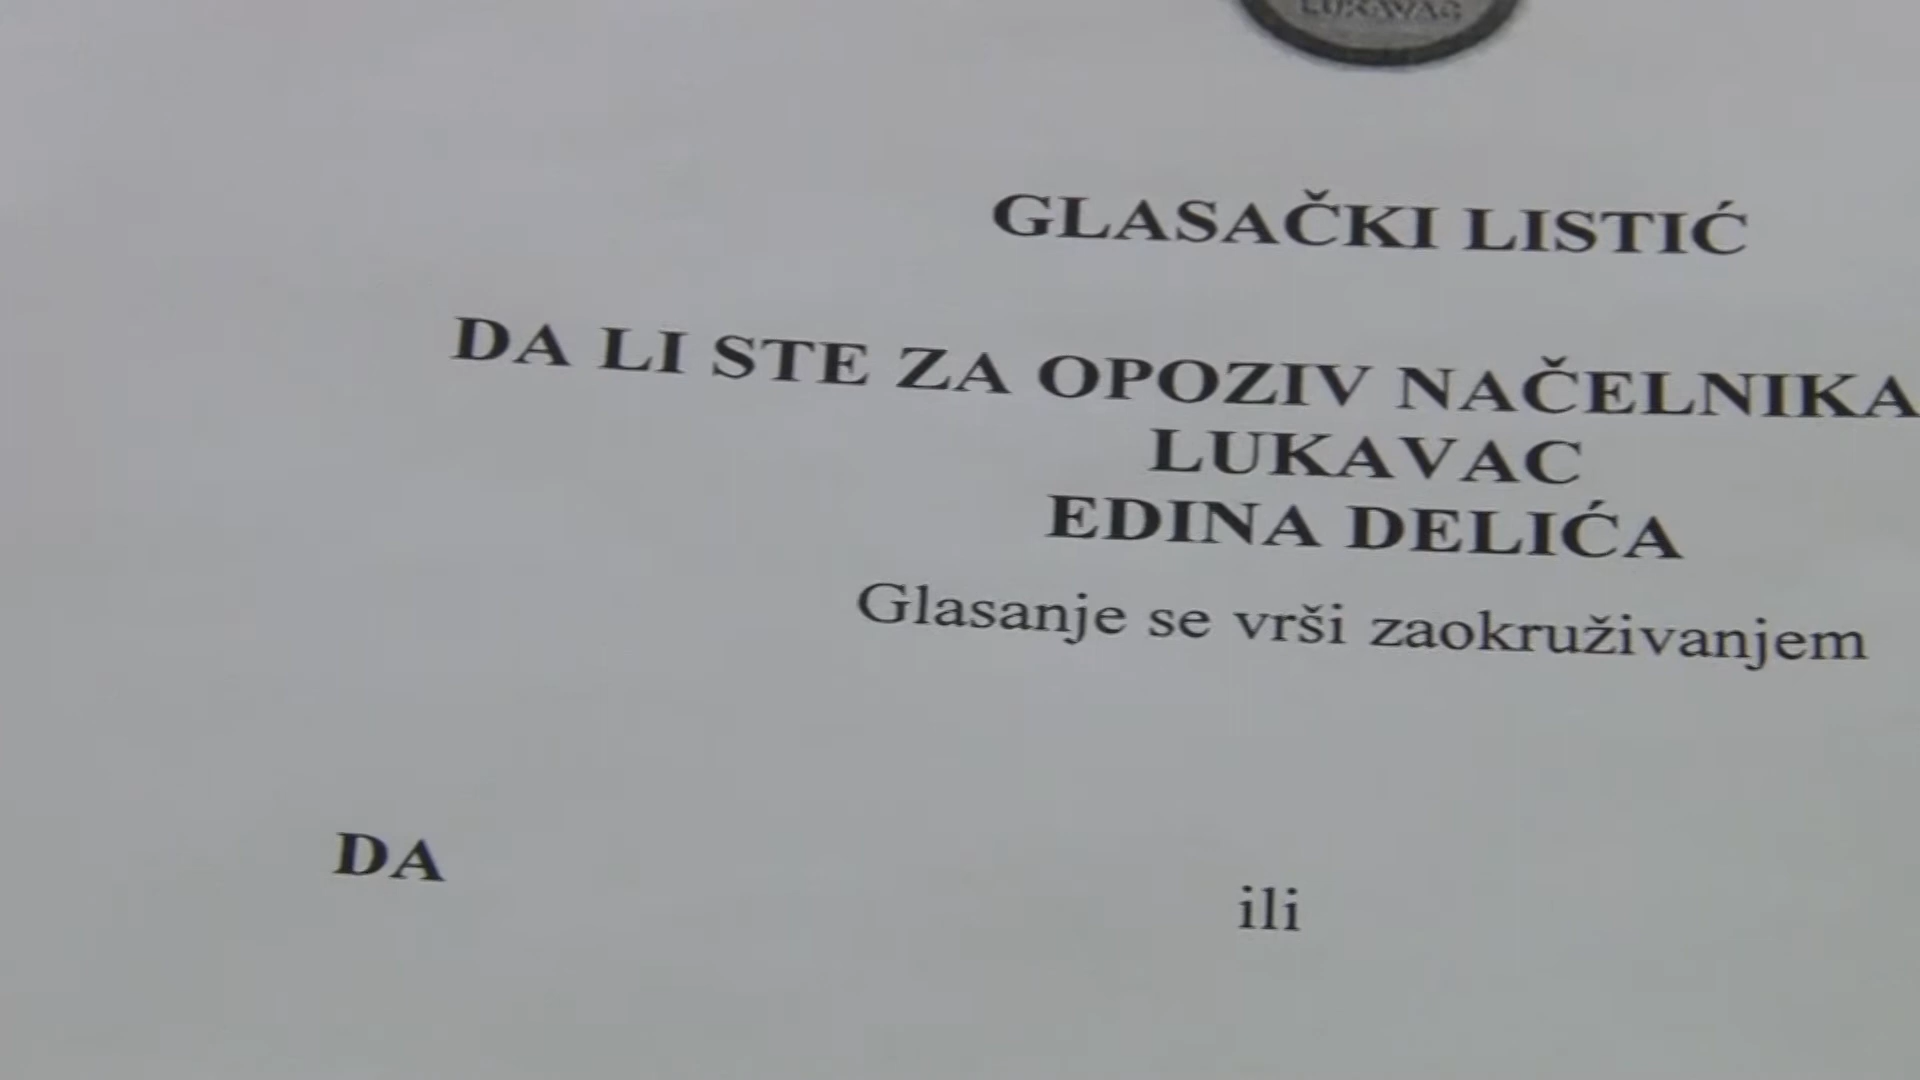 LUKAVAC
GLASAČKI LISTIĆ
DA LI STE ZA OPOZIV NAČELNIKA
LUKAVAC
EDINA DELIĆA
Glasanje se vrši zaokruživanjem
DA
ili